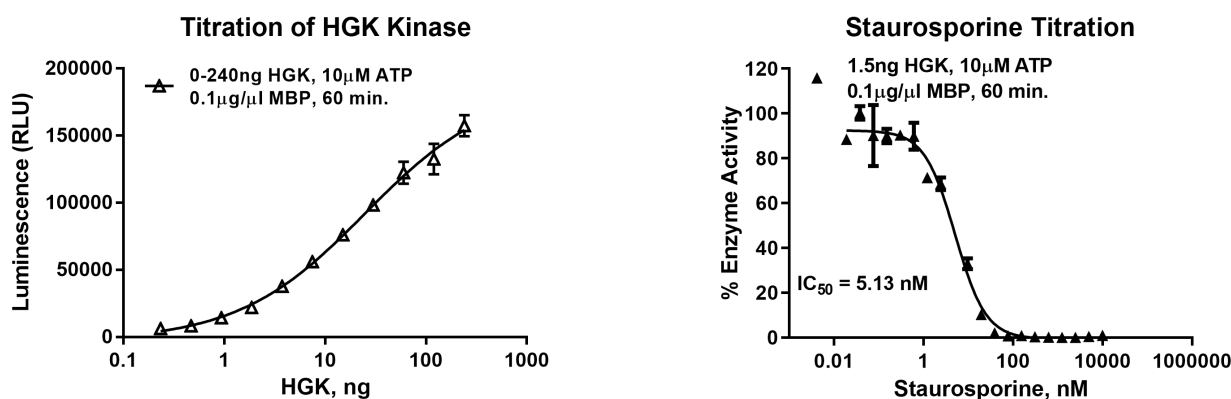 Titration of HGK Kinase
0-240ng HGK, 10μM ATP
0.1μg/μl MBP, 60 min.
Luminescence (RLU)
200000
150000
100000
50000
0
0.1 1 10 100 1000
HGK, ng
Staurosporine Titration
1.5ng HGK, 10μM ATP
0.1μg/μl MBP, 60 min.
% Enzyme Activity
120
100
80
60
40
20
0
IC50 = 5.13 nM
0.01 1 100 10000 1000000
Staurosporine, nM